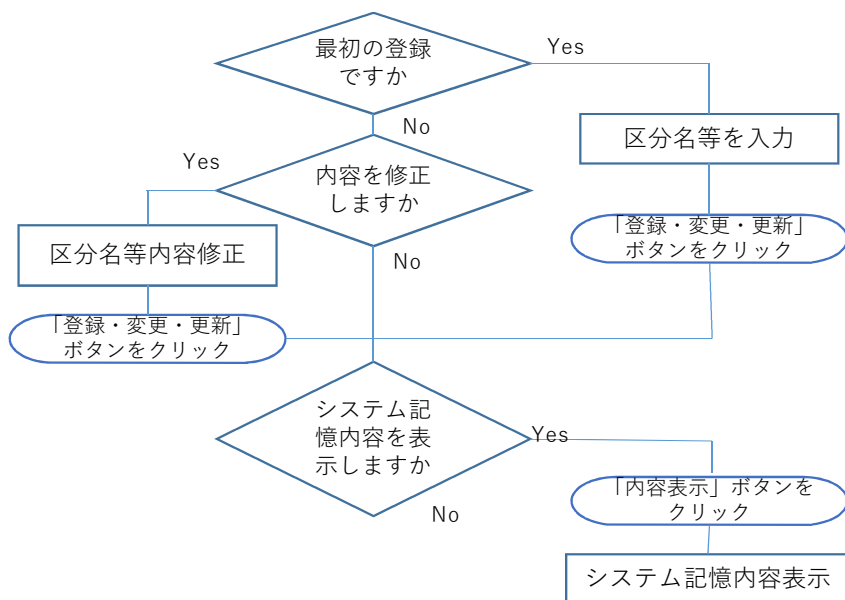 最初の登録
ですか
Yes
No
区分名等を入力
Yes
内容を修正
しますか
「登録・変更・更新」
ボタンをクリック
区分名等内容修正
No
「登録・変更・更新」
ボタンをクリック
システム記
憶内容を表
示しますか
Yes
「内容表示」ボタンを
クリック
No
システム記憶内容表示